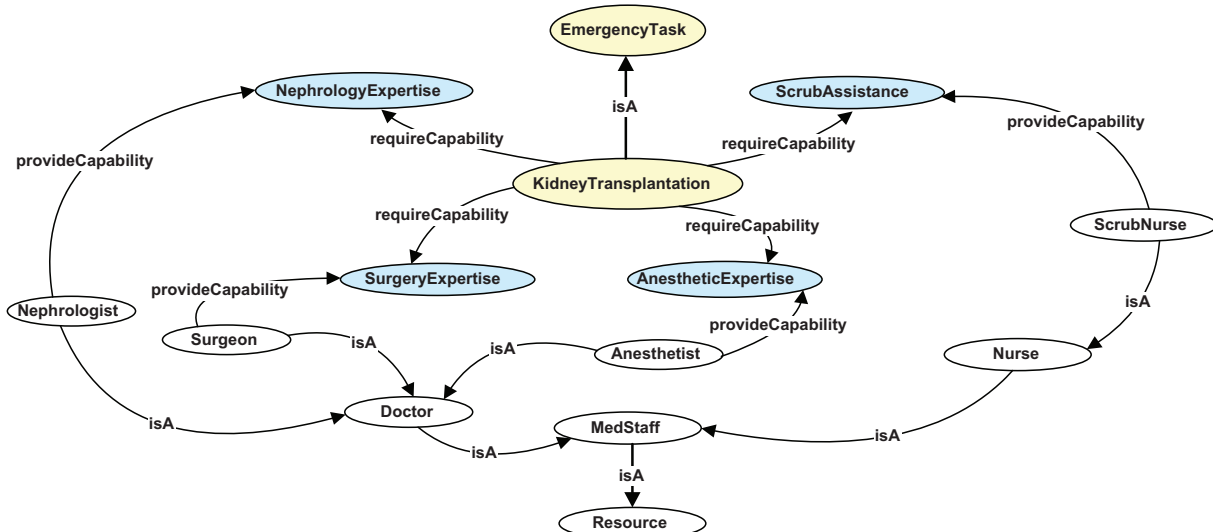 EmergencyTask
NephrologyExpertise
ScrubAssistance
isA
provideCapability
requireCapability
requireCapability
provideCapability
KidneyTransplantation
requireCapability
requireCapability
ScrubNurse
SurgeryExpertise
AnestheticExpertise
provideCapability
Nephrologist
isA
provideCapability
Surgeon
isA
isA
Anesthetist
Nurse
Doctor
isA
MedStaff
isA
isA
isA
Resource